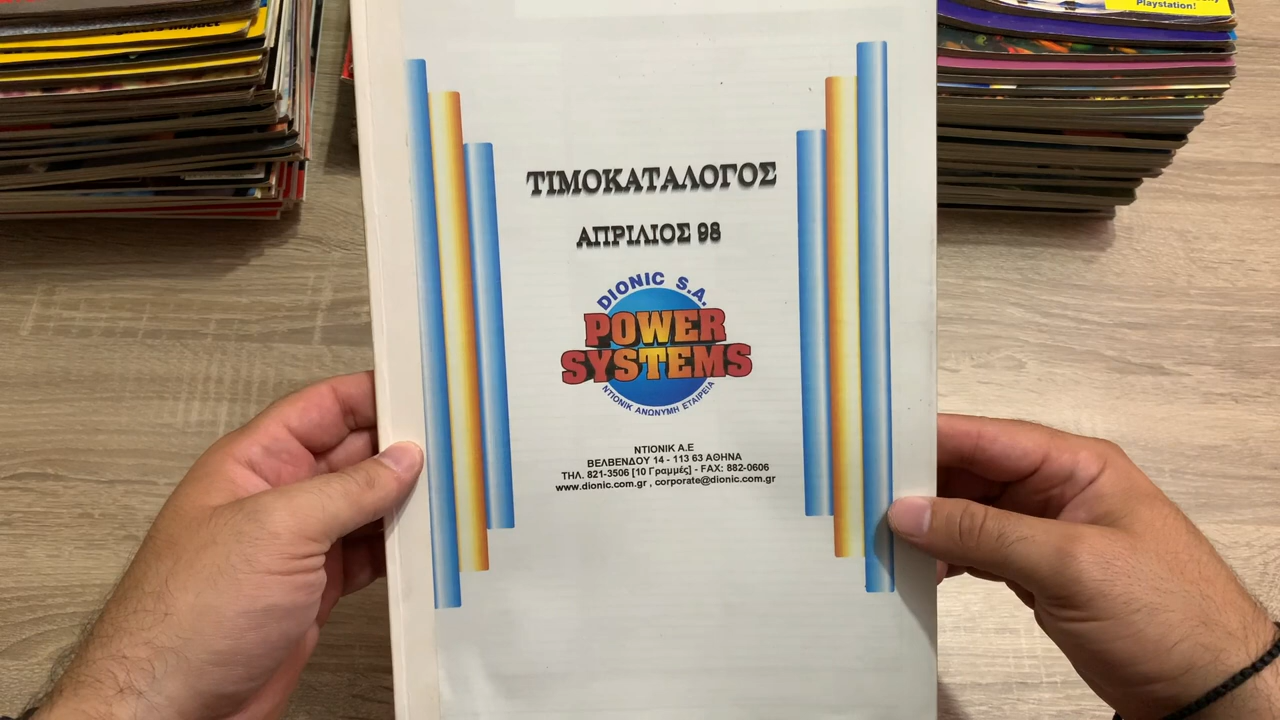 Playstation!
ΤΙΜΟΚΑΤΑΛΟΓΟΣ
ΑΠΡΙΛΙΟΣ 98
DIONIC S.A.
POWER
SYSTEMS
ΝΤΙΟΝΙΚ ΑΝΩΝΥΜΗ ΕΤΑΙΡΕΙΑ
ΝΤΙΟΝΙΚ Α.Ε
ΒΕΛΒΕΝΔΟΥ 14 - 113 63 ΑΘΗΝΑ
ΤΗΛ. 821-3506 [10 Γραμμές] - FAX: 882-0606
www.dionic.com.gr , corporate@dionic.com.gr